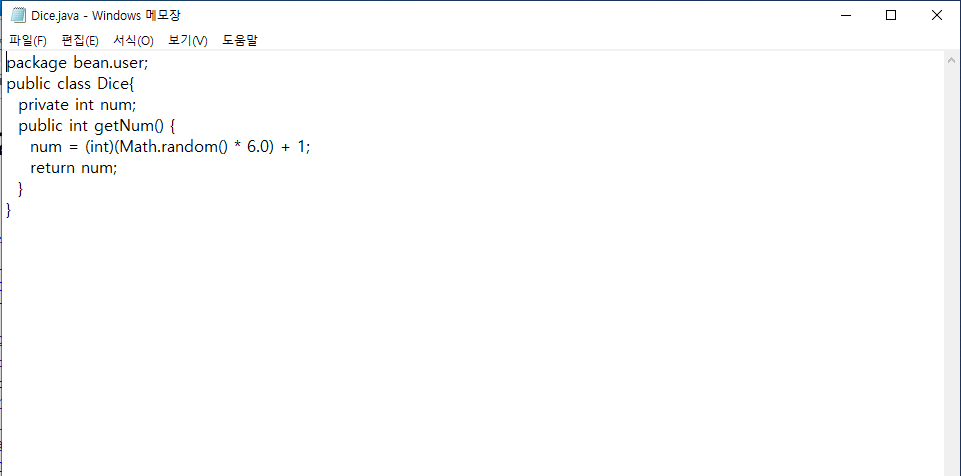 Dice.java - Windows 메모장
파일(F) 편집(E) 서식(O) 보기(V) 도움말
package bean.user;
public class Dice{
  private int num;
  public int getNum() {
    num = (int)(Math.random() * 6.0) + 1;
    return num;
  }
}